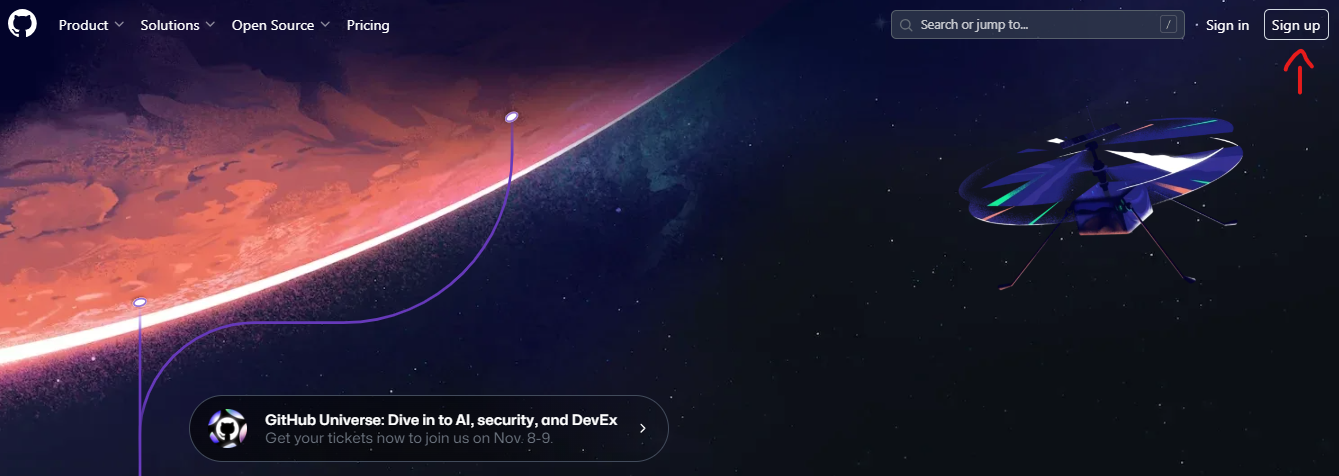 Product
Solutions
Open Source
Pricing
Search or jump to...
/
Sign in
Sign up
GitHub Universe: Dive in to AI, security, and DevEx
Get your tickets now to join us on Nov. 8-9.